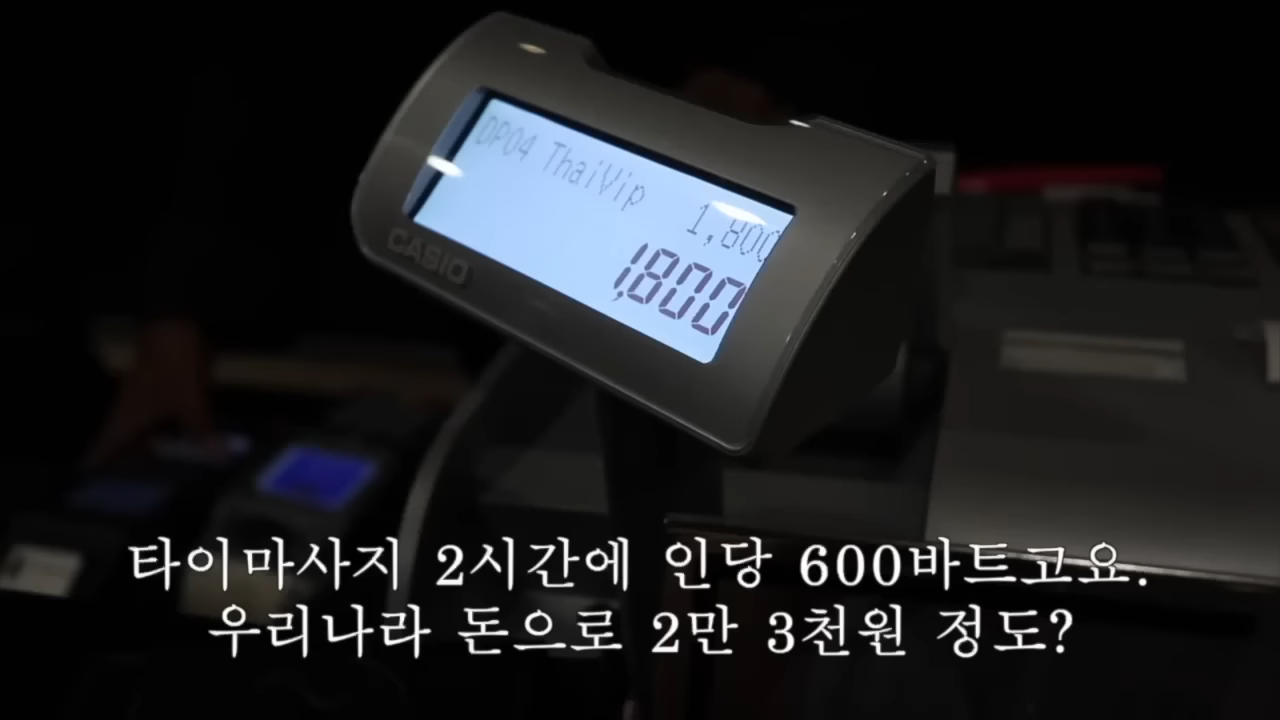 DP04 ThaiVip
1,800
1,800
CASIO
타이마사지 2시간에 인당 600바트고요.
우리나라 돈으로 2만 3천원 정도?